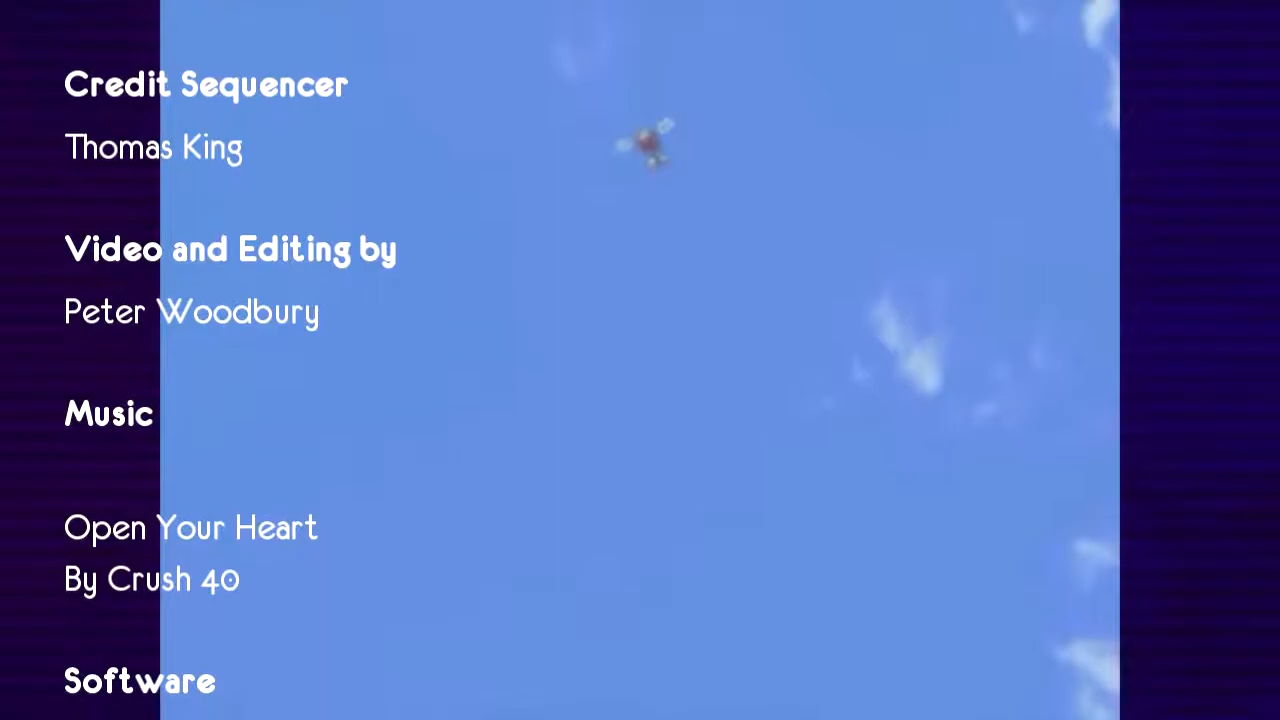 Credit Sequencer
Thomas King
Video and Editing by
Peter Woodbury
Music
Open Your Heart
By Crush 40
Software